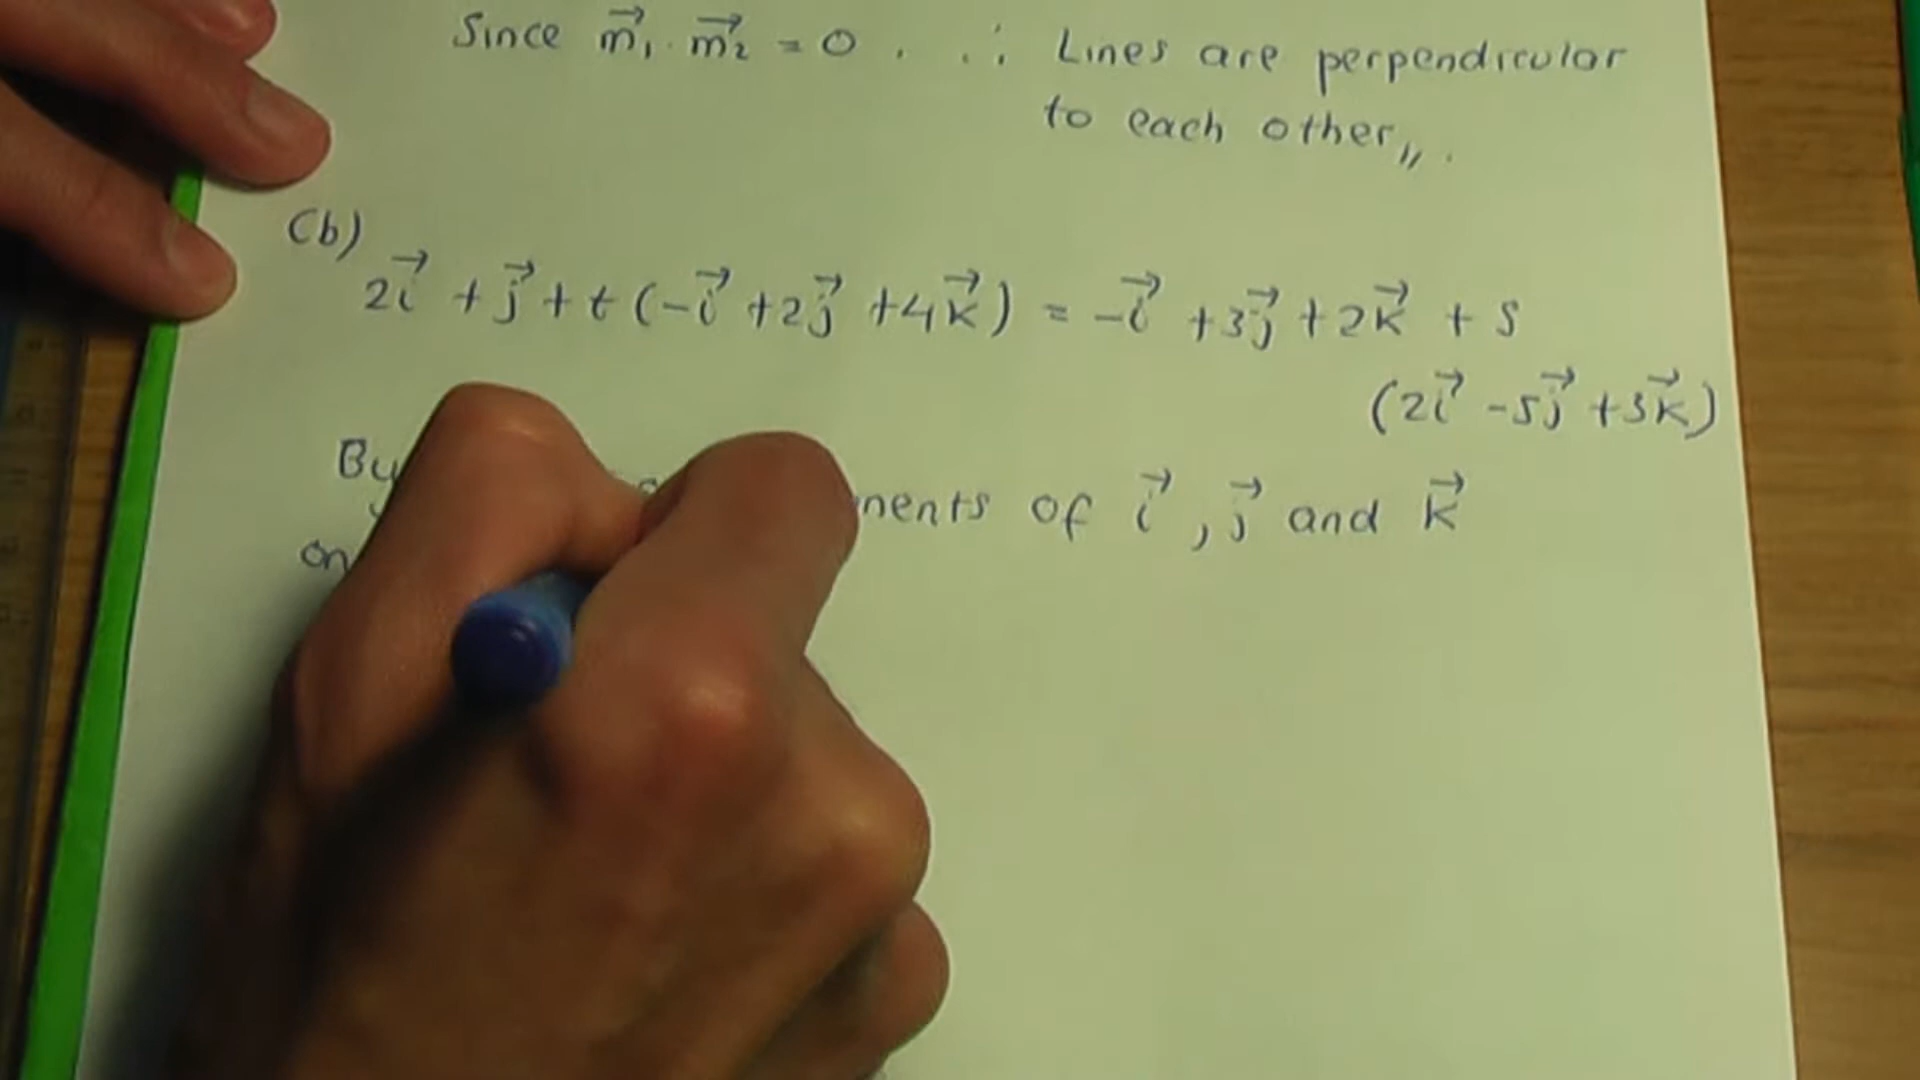 Since m⃗₁ . m⃗₂ = 0 . ∴ Lines are perpendicular
to each other,, .
(b)
2i⃗ + j⃗ + t (-i⃗ + 2j⃗ + 4k⃗) = -i⃗ + 3j⃗ + 2k⃗ + s
(2i⃗ - 5j⃗ + 3k⃗)
By of i⃗ , j⃗ and k⃗
on